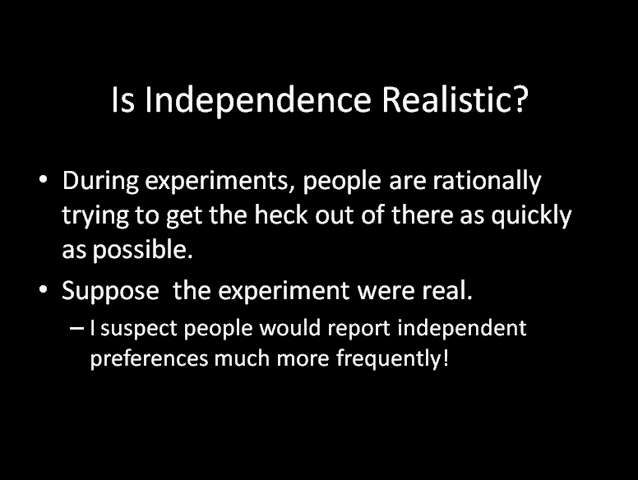 Is Independence Realistic?
• During experiments, people are rationally
trying to get the heck out of there as quickly
as possible.
• Suppose the experiment were real.
– I suspect people would report independent
preferences much more frequently!